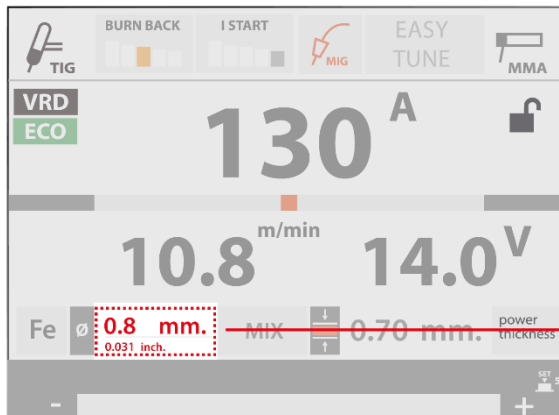 BURN BACK
I START
EASY
TUNE
TIG
MIG
MMA
VRD
ECO
130 A
10.8 m/min
14.0 V
Fe
Ø
0.8 mm.
0.031 inch.
MIX
0.70 mm.
power
thickness
SET
S
-
+